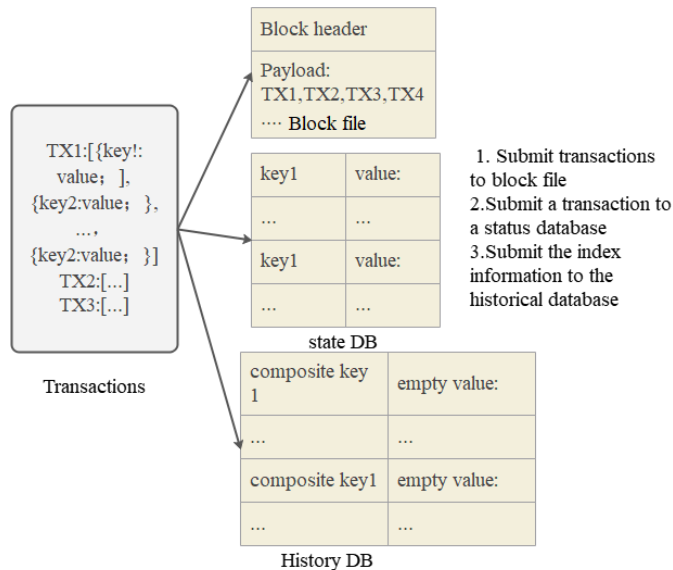 Block header
Payload:
TX1,TX2,TX3,TX4
.... Block file
TX1:[{key!:
value; ],
{key2:value; },
...,
{key2:value; }]
TX2:[...]
TX3:[...]
Transactions
key1 value:
... ...
key1 value:
... ...
state DB
1. Submit transactions
to block file
2.Submit a transaction to
a status database
3.Submit the index
information to the
historical database
composite key
1 empty value:
... ...
composite key1 empty value:
... ...
History DB